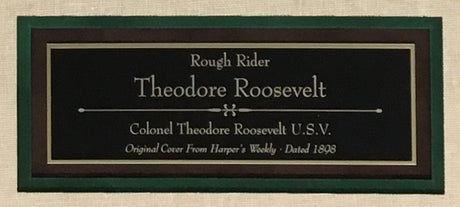 Rough Rider
Theodore Roosevelt
Colonel Theodore Roosevelt U.S.V.
Original Cover From Harper's Weekly · Dated 1898